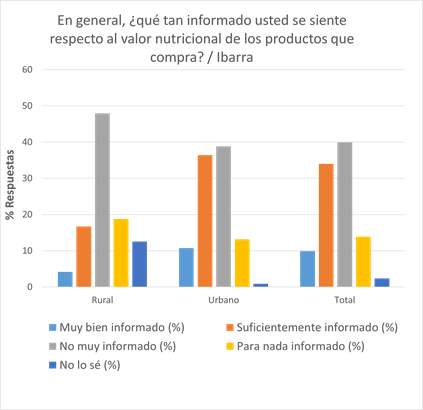 En general, ¿qué tan informado usted se siente
respecto al valor nutricional de los productos que
compra? / Ibarra
60
50
40
30
20
10
0
% Respuestas
Rural
Urbano
Total
Muy bien informado (%)
Suficientemente informado (%)
No muy informado (%)
Para nada informado (%)
No lo sé (%)